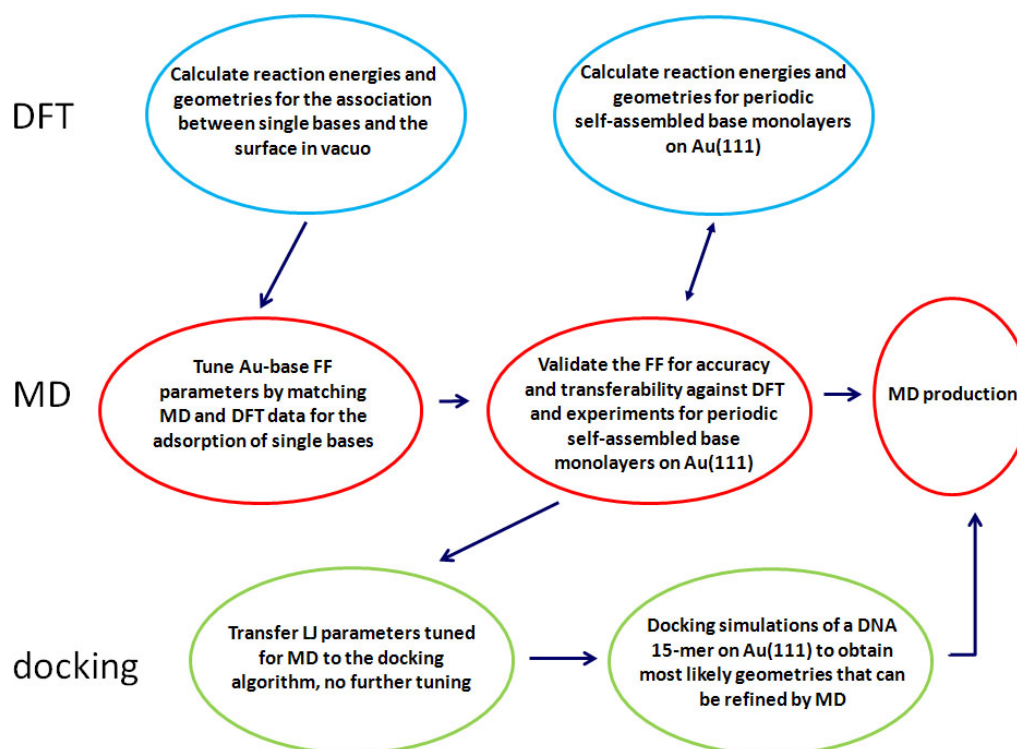 DFT
Calculate reaction energies and
geometries for the association
between single bases and the
surface in vacuo
Calculate reaction energies and
geometries for periodic
self-assembled base monolayers
on Au(111)
MD
Tune Au-base FF
parameters by matching
MD and DFT data for the
adsorption of single bases
Validate the FF for accuracy
and transferability against DFT
and experiments for periodic
self-assembled base
monolayers on Au(111)
MD production
docking
Transfer LJ parameters tuned
for MD to the docking
algorithm, no further tuning
Docking simulations of a DNA
15-mer on Au(111) to obtain
most likely geometries that can
be refined by MD